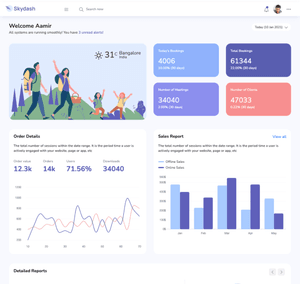 Skydash
Search now
Welcome Aamir
All systems are running smoothly! You have 3 unread alerts!
Today (10 Jan 2021)
31
C
Bangalore
India
Today's Bookings
4006
10.00% (30 days)
Total Bookings
61344
22.00% (30 days)
Number of Meetings
34040
2.00% (30 days)
Number of Clients
47033
0.22% (30 days)
Order Details
The total number of sessions within the date range. It is the period time a user is
actively engaged with your website, page or app, etc
Order value
12.3k
Orders
14k
Users
71.56%
Downloads
34040
Sales Report
View all
The total number of sessions within the date range. It is the period time a user is
actively engaged with your website, page or app, etc
Offline Sales
Online Sales
Jan
Feb
Mar
Apr
May
Detailed Reports